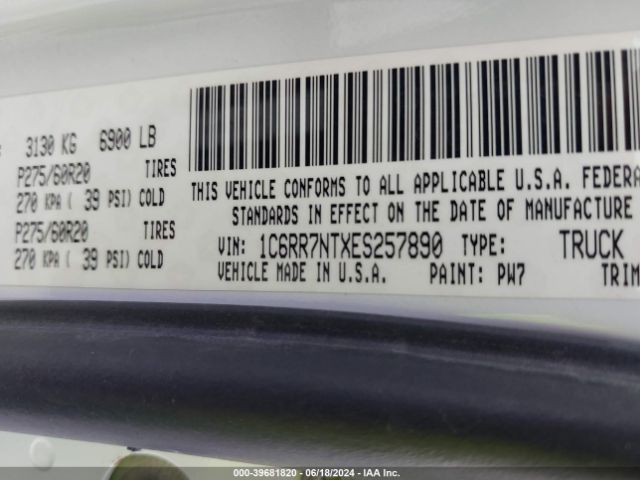 : 3130 KG 6900 LB
P275/60R20 TIRES
270 KPA ( 39 PSI) COLD
P275/60R20 TIRES
270 KPA ( 39 PSI) COLD
THIS VEHICLE CONFORMS TO ALL APPLICABLE U.S.A. FEDERA
STANDARDS IN EFFECT ON THE DATE OF MANUFACTURE
VIN: 1C6RR7NTXES257890 TYPE: TRUCK
VEHICLE MADE IN U.S.A. PAINT: PW7 TRIM
000-39681820 - 06/18/2024 - IAA Inc.